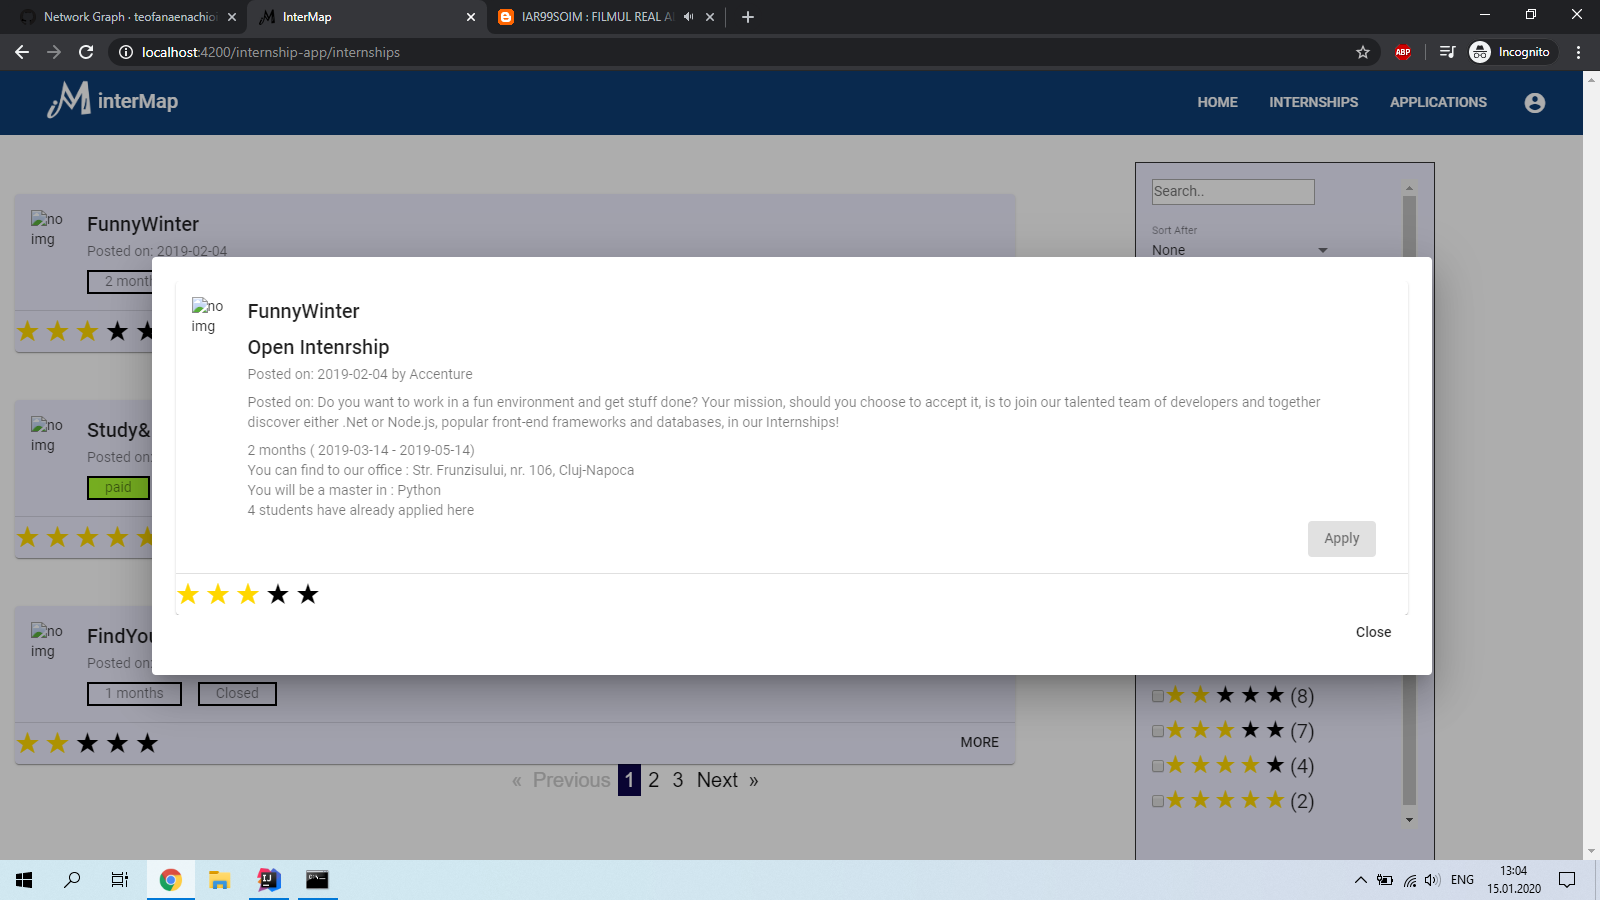 Network Graph · teofanaenachioi
InterMap
IAR99SOIM : FILMUL REAL A
localhost:4200/internship-app/internships
ABP
Incognito
iM interMap
HOME
INTERNSHIPS
APPLICATIONS
no img
FunnyWinter
Posted on: 2019-02-04
2 month
no img
Study&
Posted on:
paid
no img
FindYou
Posted on:
1 months
Closed
MORE
« Previous 1 2 3 Next »
Search..
Sort After
None
(8)
(7)
(4)
(2)
no img
FunnyWinter
Open Intenrship
Posted on: 2019-02-04 by Accenture
Posted on: Do you want to work in a fun environment and get stuff done? Your mission, should you choose to accept it, is to join our talented team of developers and together
discover either .Net or Node.js, popular front-end frameworks and databases, in our Internships!
2 months ( 2019-03-14 - 2019-05-14)
You can find to our office : Str. Frunzisului, nr. 106, Cluj-Napoca
You will be a master in : Python
4 students have already applied here
Apply
Close
ENG
13:04
15.01.2020